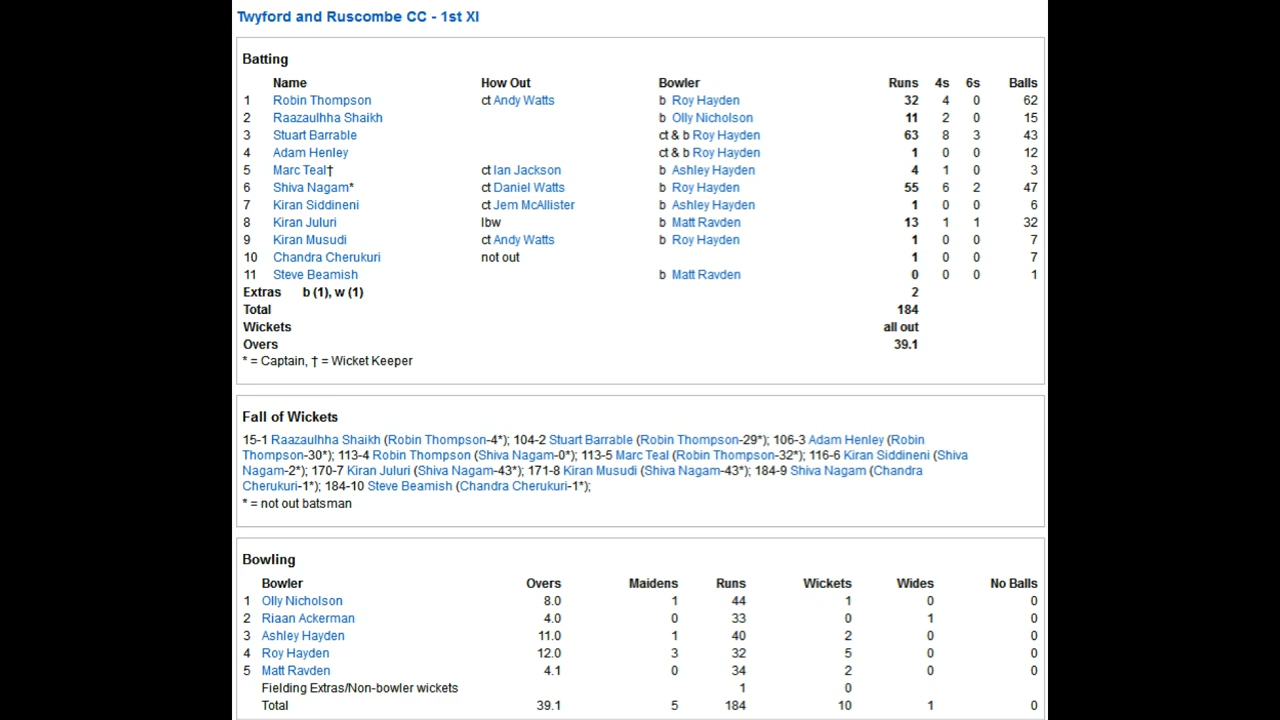 Twyford and Ruscombe CC - 1st XI
Batting
Name How Out Bowler Runs 4s 6s Balls
1 Robin Thompson ct Andy Watts b Roy Hayden 32 4 0 62
2 Raazaulhha Shaikh b Olly Nicholson 11 2 0 15
3 Stuart Barrable ct & b Roy Hayden 63 8 3 43
4 Adam Henley ct & b Roy Hayden 1 0 0 12
5 Marc Teal† ct Ian Jackson b Ashley Hayden 4 1 0 3
6 Shiva Nagam* ct Daniel Watts b Roy Hayden 55 6 2 47
7 Kiran Siddineni ct Jem McAllister b Ashley Hayden 1 0 0 6
8 Kiran Juluri lbw b Matt Ravden 13 1 1 32
9 Kiran Musudi ct Andy Watts b Roy Hayden 1 0 0 7
10 Chandra Cherukuri not out 1 0 0 7
11 Steve Beamish b Matt Ravden 0 0 0 1
Extras b (1), w (1) 2
Total 184
Wickets all out
Overs 39.1
* = Captain, † = Wicket Keeper
Fall of Wickets
15-1 Raazaulhha Shaikh (Robin Thompson-4*); 104-2 Stuart Barrable (Robin Thompson-29*); 106-3 Adam Henley (Robin
Thompson-30*); 113-4 Robin Thompson (Shiva Nagam-0*); 113-5 Marc Teal (Robin Thompson-32*); 116-6 Kiran Siddineni (Shiva
Nagam-2*); 170-7 Kiran Juluri (Shiva Nagam-43*); 171-8 Kiran Musudi (Shiva Nagam-43*); 184-9 Shiva Nagam (Chandra
Cherukuri-1*); 184-10 Steve Beamish (Chandra Cherukuri-1*);
* = not out batsman
Bowling
Bowler Overs Maidens Runs Wickets Wides No Balls
1 Olly Nicholson 8.0 1 44 1 0 0
2 Riaan Ackerman 4.0 0 33 0 1 0
3 Ashley Hayden 11.0 1 40 2 0 0
4 Roy Hayden 12.0 3 32 5 0 0
5 Matt Ravden 4.1 0 34 2 0 0
Fielding Extras/Non-bowler wickets 1 0
Total 39.1 5 184 10 1 0